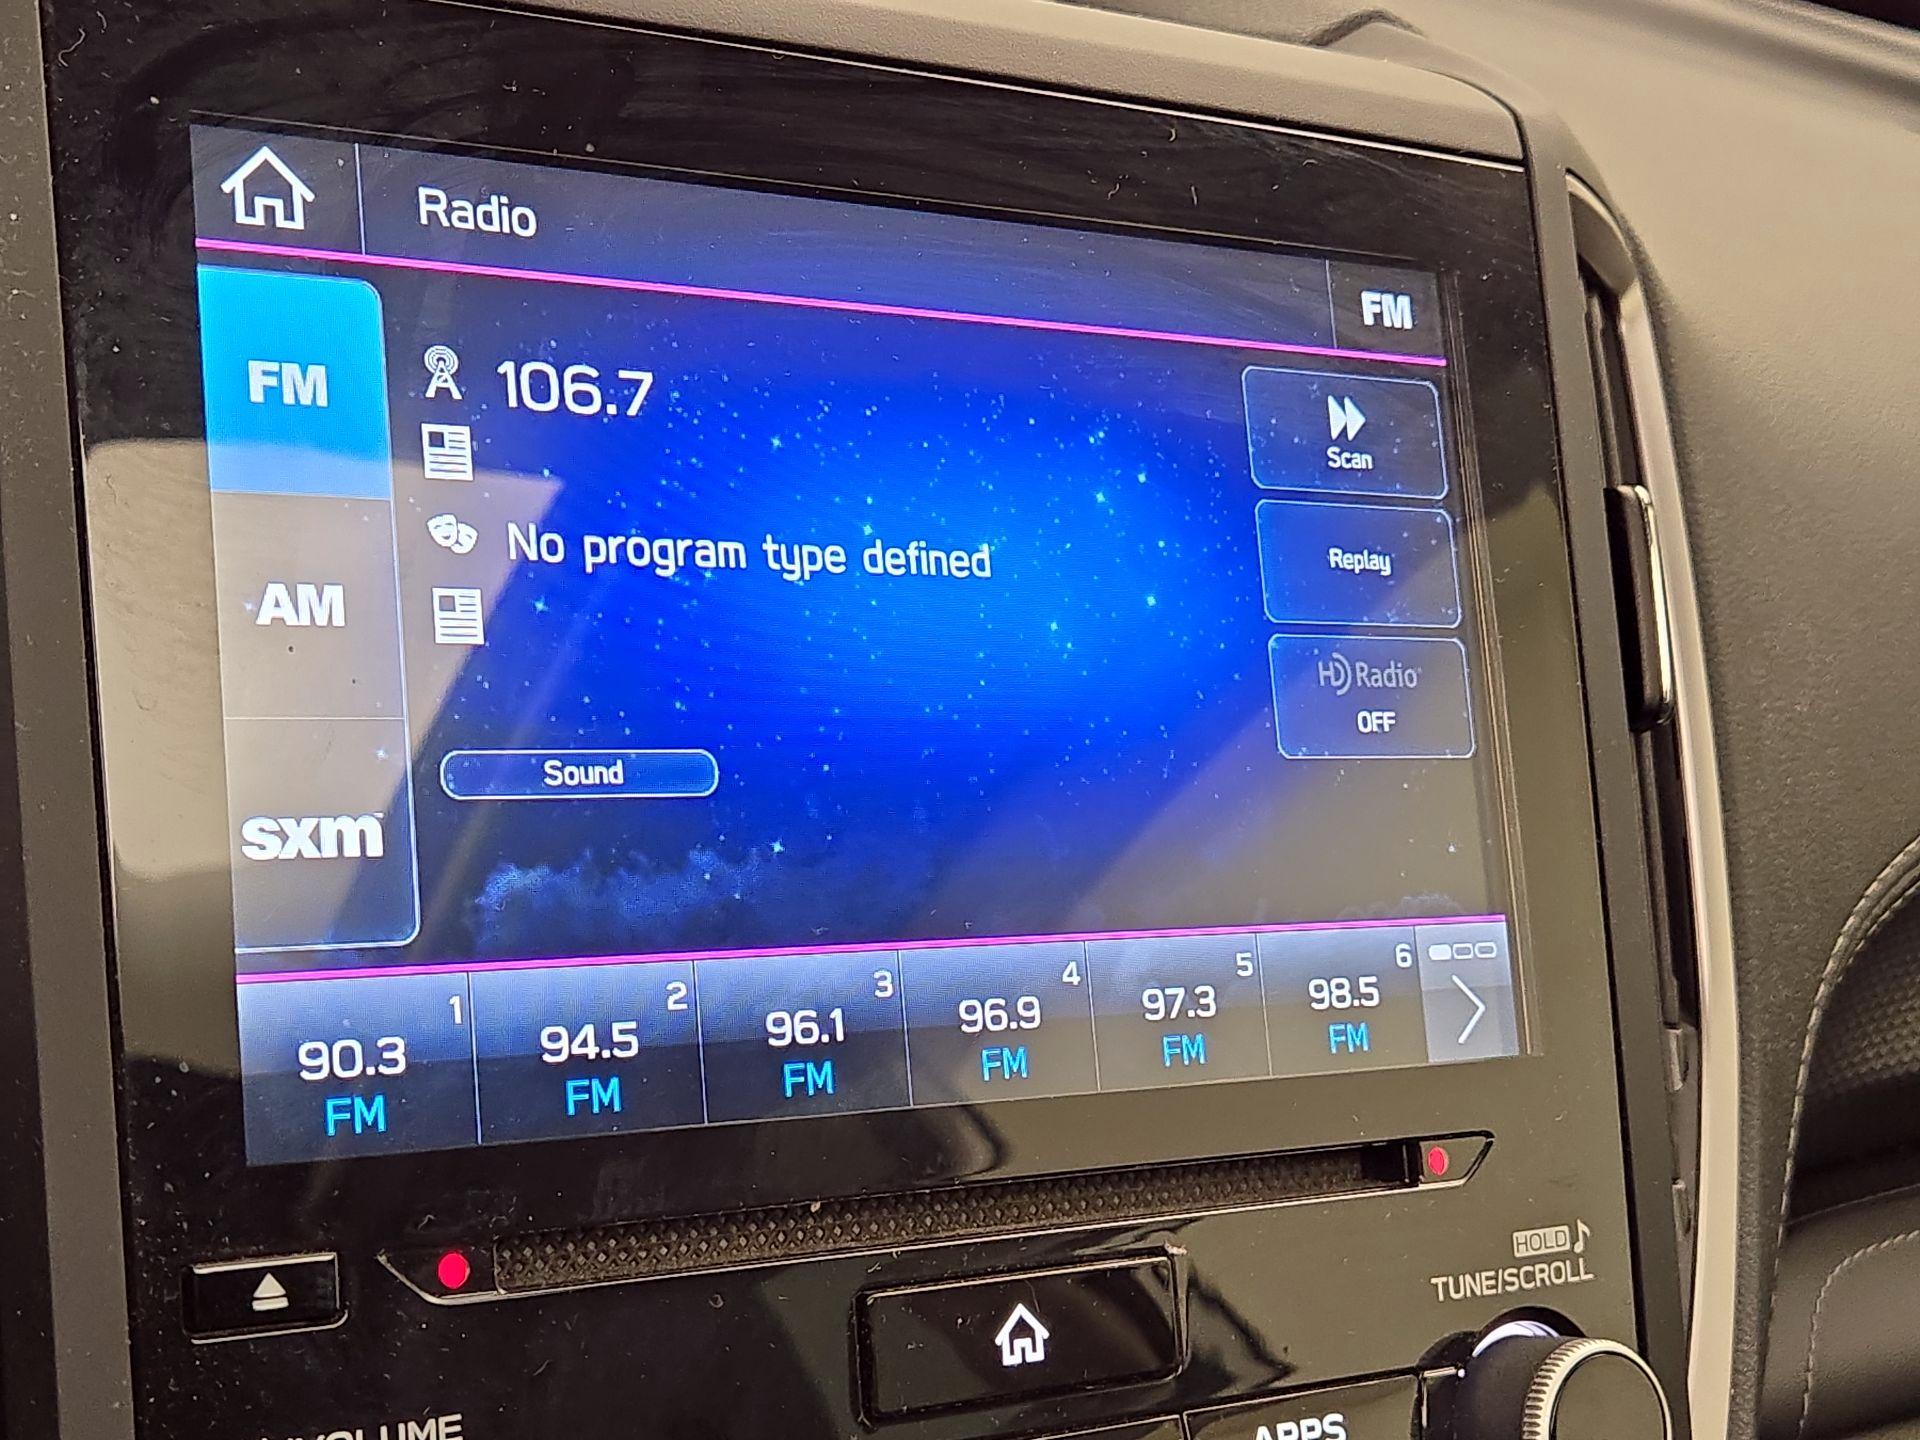 Radio
FM
FM
106.7
Scan
No program type defined
Replay
AM
HD Radio
OFF
Sound
sxm
1
90.3
FM
2
94.5
FM
3
96.1
FM
4
96.9
FM
5
97.3
FM
6
98.5
FM
HOLD
TUNE/SCROLL
VOLUME
APPS